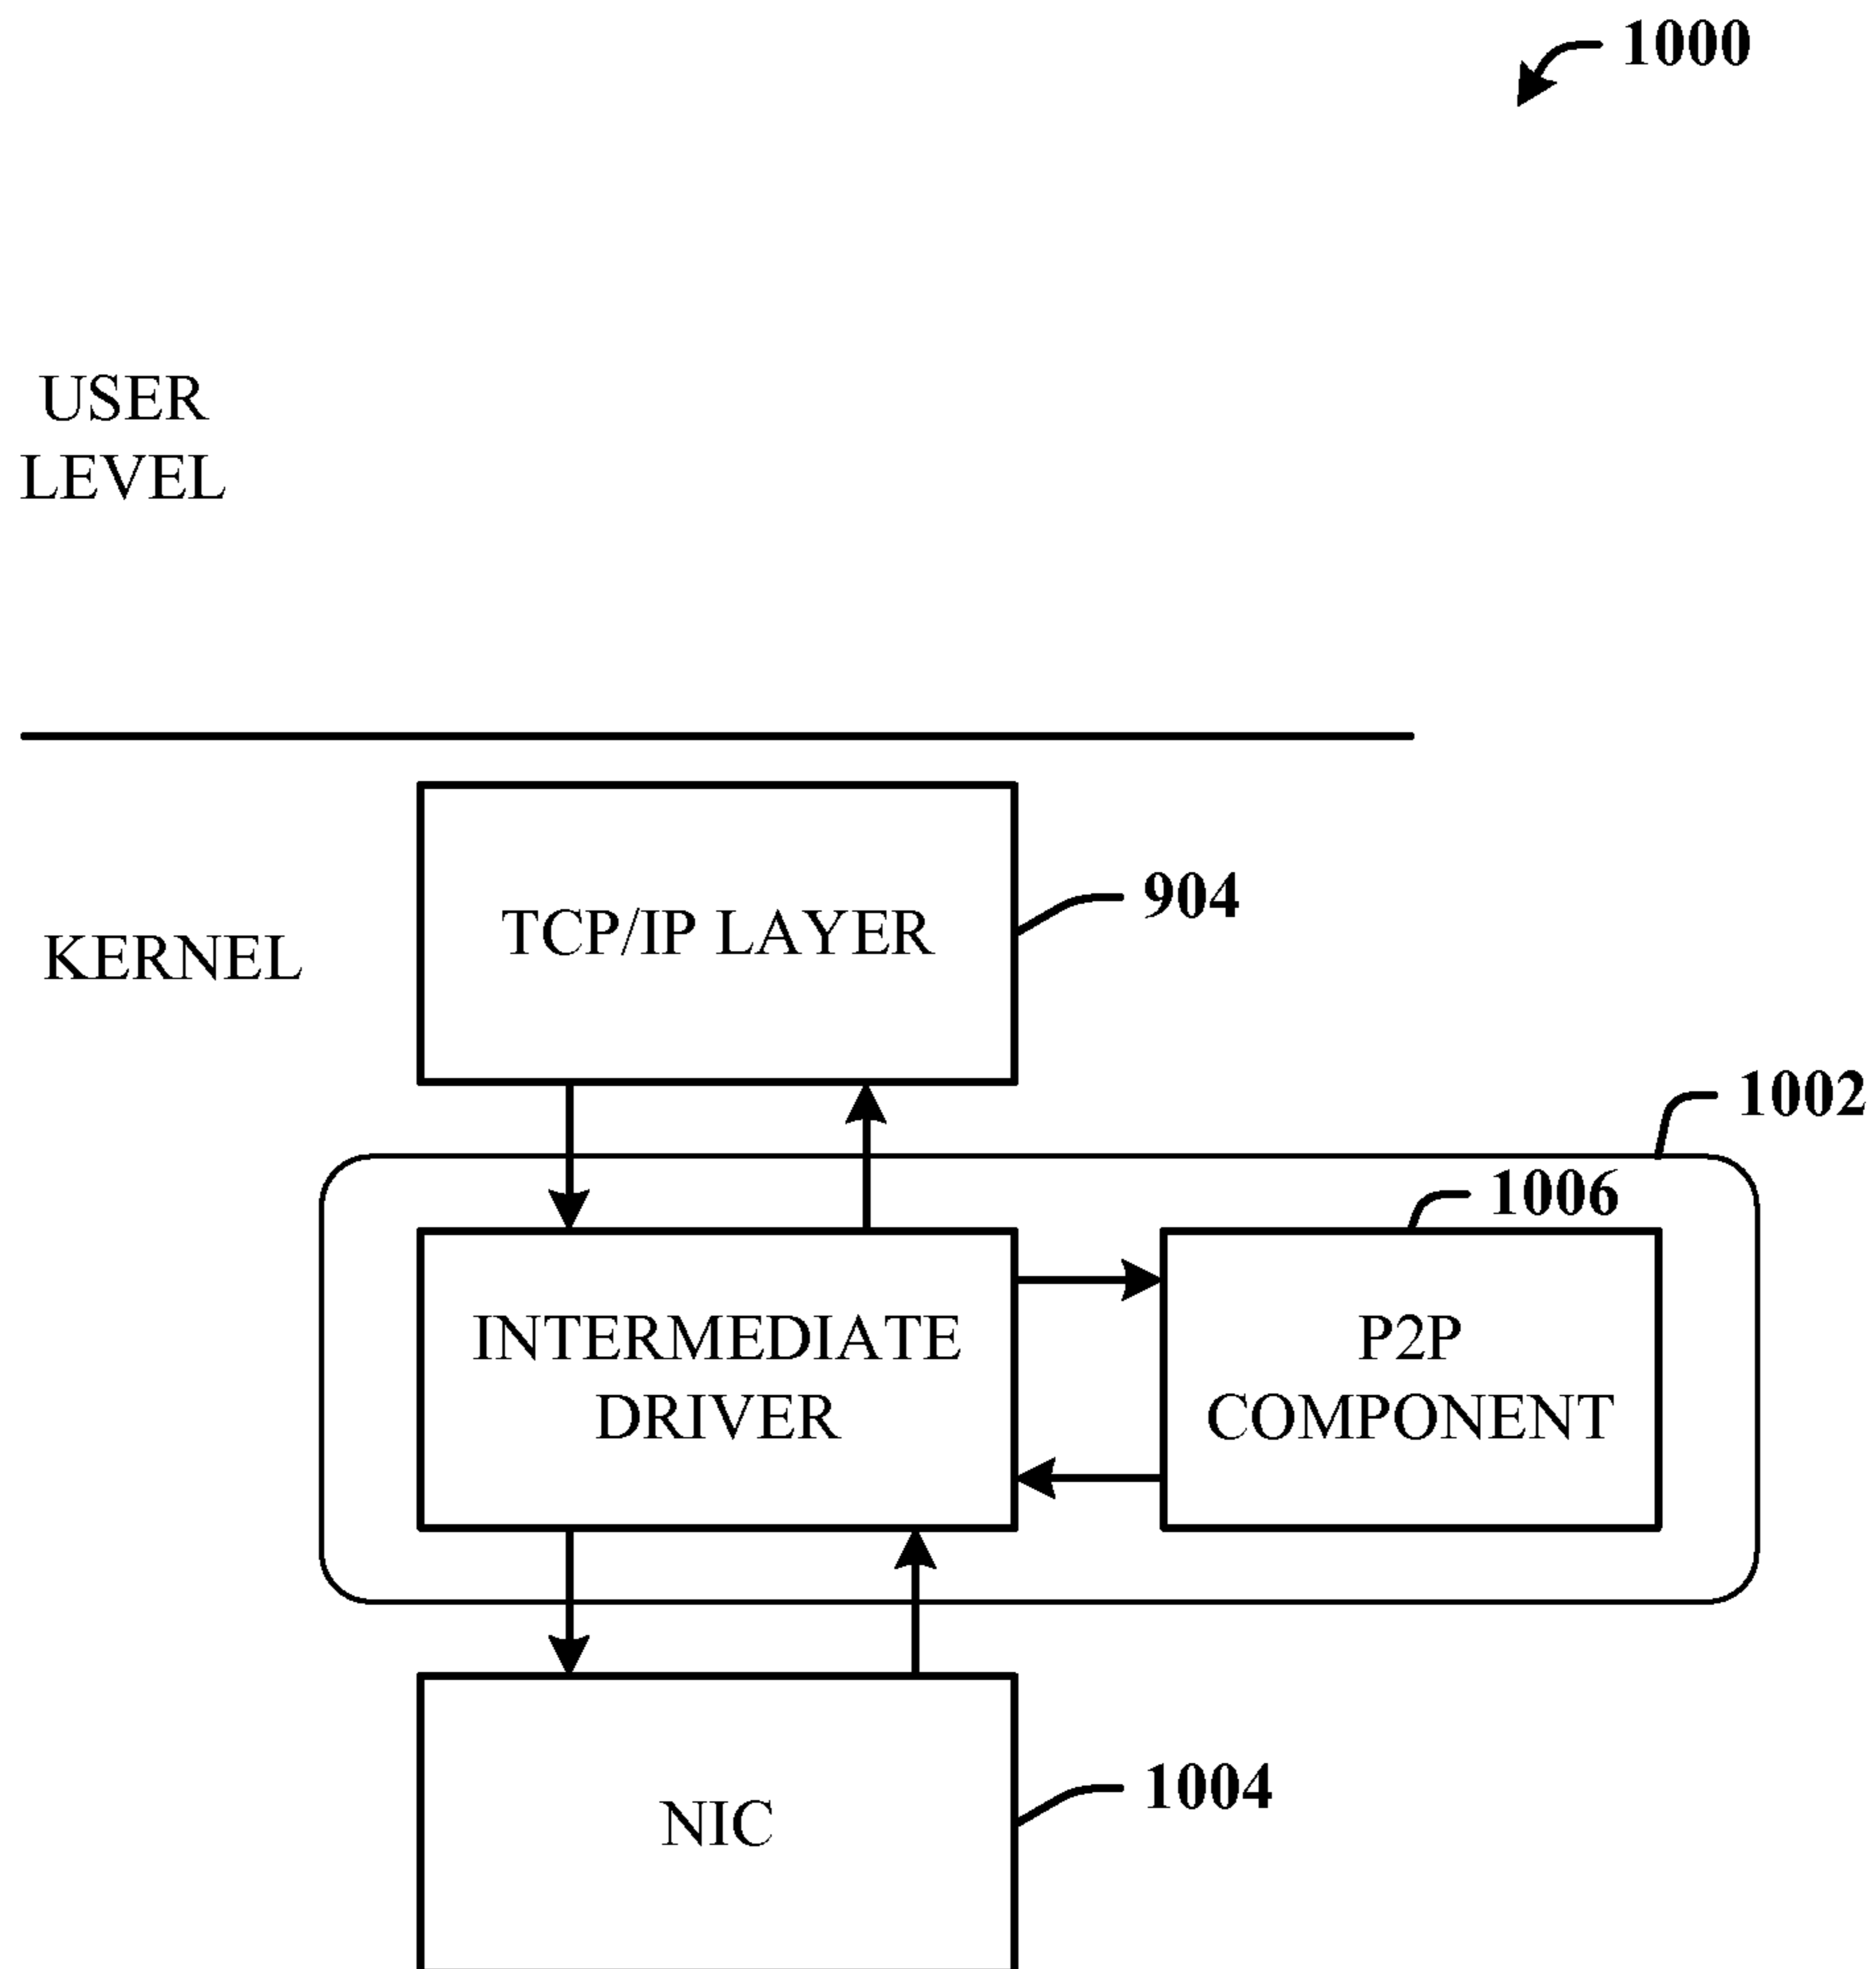 1000
USER
LEVEL
TCP/IP LAYER
904
KERNEL
1002
1006
INTERMEDIATE
DRIVER
P2P
COMPONENT
1004
NIC